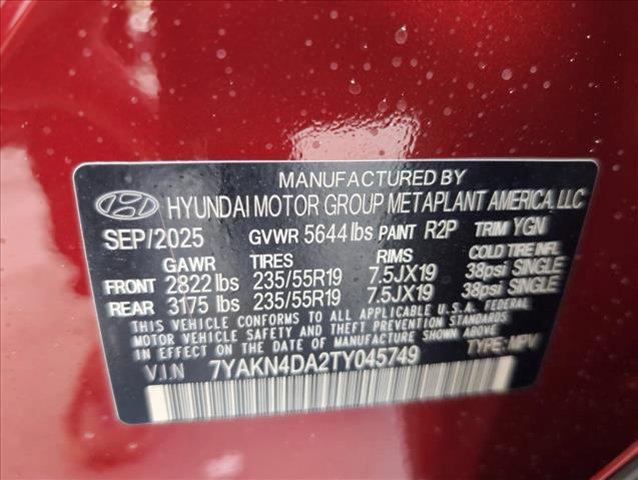 MANUFACTURED BY
HYUNDAI MOTOR GROUP METAPLANT AMERICA, LLC
SEP/2025 GVWR 5644 lbs PAINT R2P TRIM YGN
GAWR TIRES RIMS COLD TIRE INFL
FRONT 2822 lbs 235/55R19 7.5JX19 38psi SINGLE
REAR 3175 lbs 235/55R19 7.5JX19 38psi SINGLE
THIS VEHICLE CONFORMS TO ALL APPLICABLE U.S.A. FEDERAL
MOTOR VEHICLE SAFETY AND THEFT PREVENTION STANDARDS
IN EFFECT ON THE DATE OF MANUFACTURE SHOWN ABOVE.
V.I.N 7YAKN4DA2TY045749 TYPE: MPV